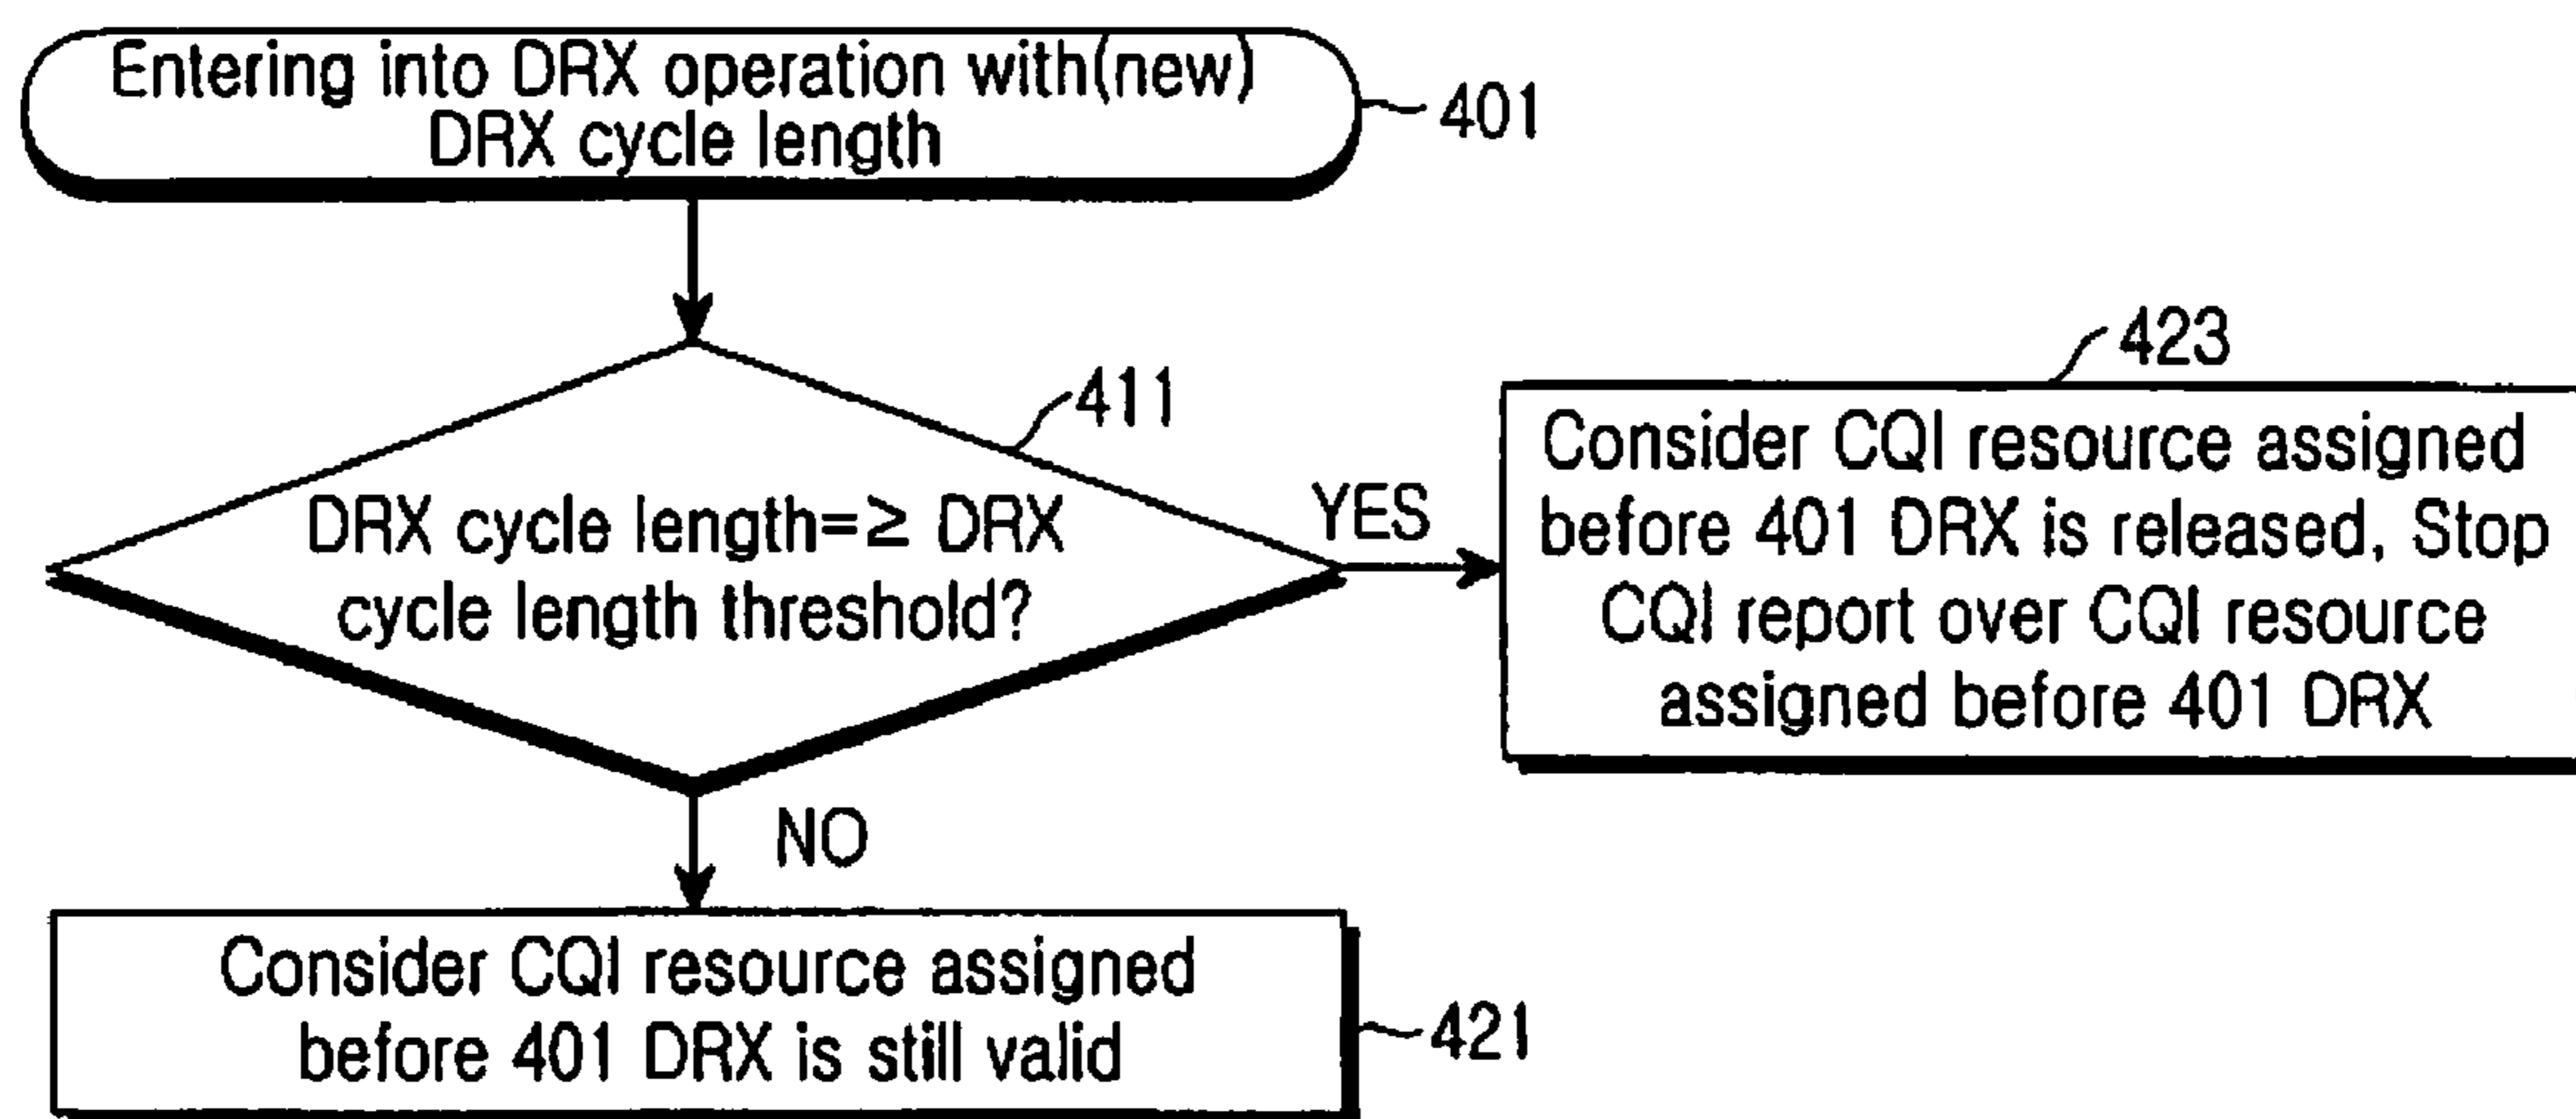 Entering into DRX operation with(new)
DRX cycle length
401
411
DRX cycle length=≥ DRX
cycle length threshold?
YES
423
Consider CQI resource assigned
before 401 DRX is released, Stop
CQI report over CQI resource
assigned before 401 DRX
NO
Consider CQI resource assigned
before 401 DRX is still valid
421